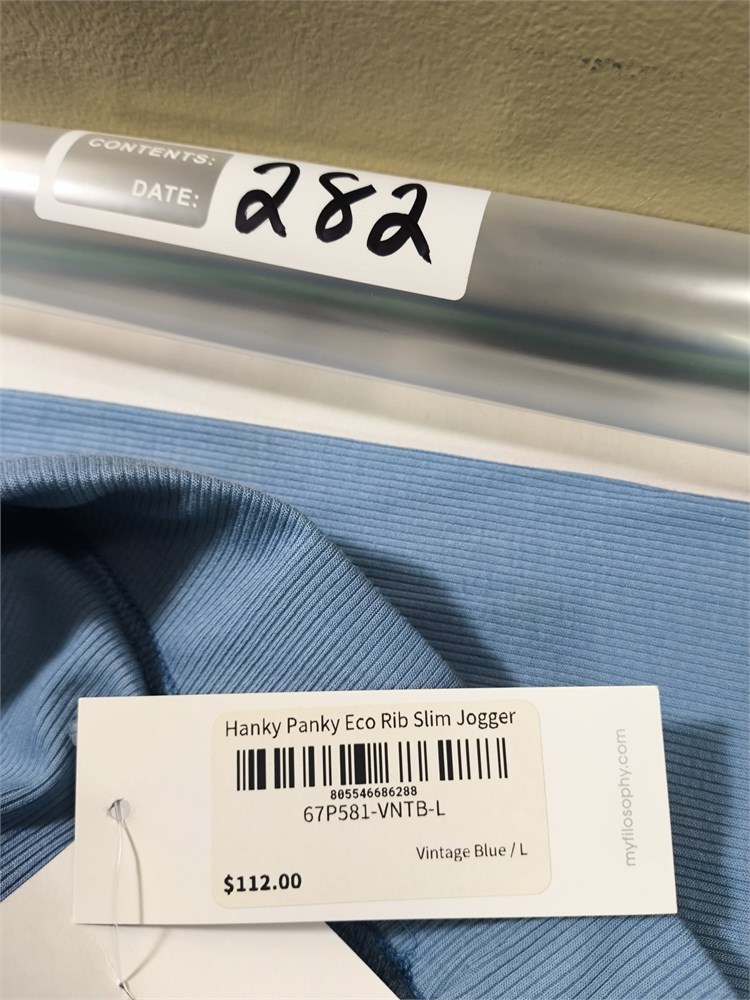 CONTENTS:
DATE:
282
Hanky Panky Eco Rib Slim Jogger
805546686288
67P581-VNTB-L
Vintage Blue / L
$112.00
myfilosophy.com